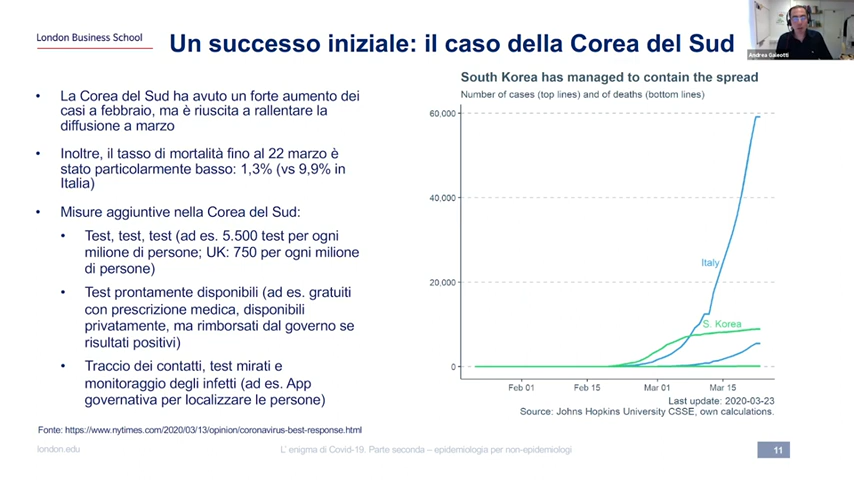 London Business School
Un successo iniziale: il caso della Corea del Sud
Andrea Galeotti
• La Corea del Sud ha avuto un forte aumento dei
casi a febbraio, ma è riuscita a rallentare la
diffusione a marzo
• Inoltre, il tasso di mortalità fino al 22 marzo è
stato particolarmente basso: 1,3% (vs 9,9% in
Italia)
• Misure aggiuntive nella Corea del Sud:
• Test, test, test (ad es. 5.500 test per ogni
milione di persone; UK: 750 per ogni milione
di persone)
• Test prontamente disponibili (ad es. gratuiti
con prescrizione medica, disponibili
privatamente, ma rimborsati dal governo se
risultati positivi)
• Traccio dei contatti, test mirati e
monitoraggio degli infetti (ad es. App
governativa per localizzare le persone)
Fonte: https://www.nytimes.com/2020/03/13/opinion/coronavirus-best-response.html
South Korea has managed to contain the spread
Number of cases (top lines) and of deaths (bottom lines)
60,000
40,000
20,000
0
Italy
S. Korea
Feb 01 Feb 15 Mar 01 Mar 15
Last update: 2020-03-23
Source: Johns Hopkins University CSSE, own calculations.
london.edu
L' enigma di Covid-19. Parte seconda – epidemiologia per non-epidemiologi
11